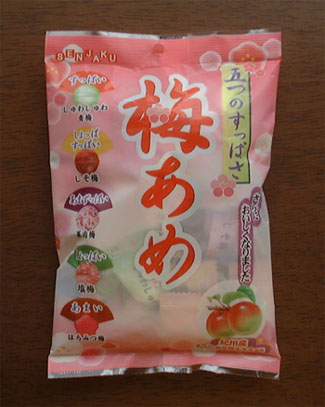 SENJAKU
五つのすっぱさ
梅あめ
さらに
おいしくなりました
すっぱい
しゅわしゅわ
青梅
しょっぱ
すっぱい
しそ梅
あまずっぱい
しょっぱい
塩梅
あまい
はちみつ梅
紀州産